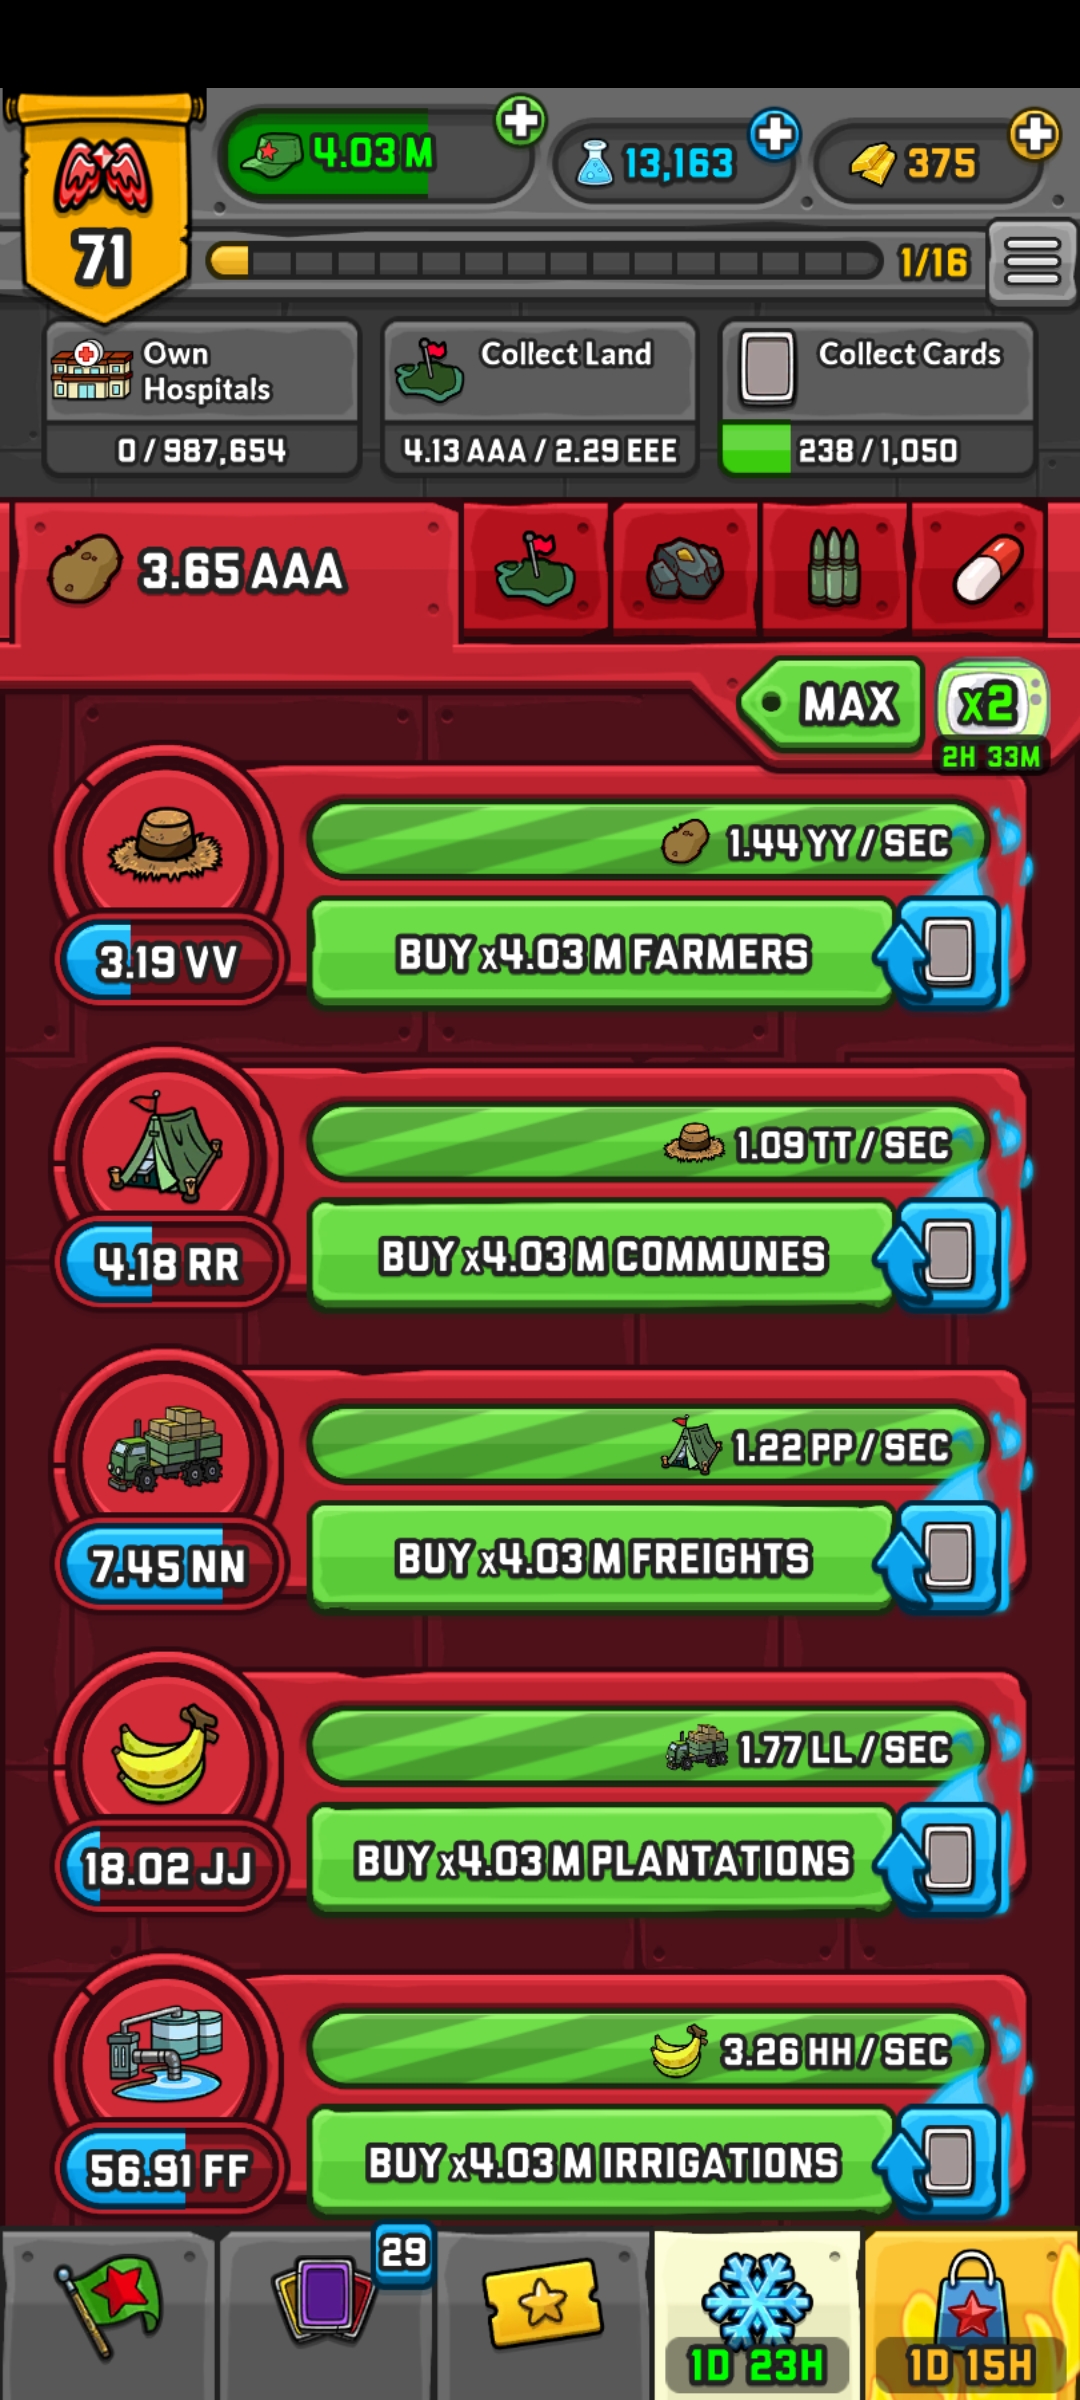 71
4.03 M
13,163
375
1/16
Own
Hospitals
0 / 987,654
Collect Land
4.13 AAA / 2.29 EEE
Collect Cards
238 / 1,050
3.65 AAA
MAX
x2
2H 33M
1.44 YY / SEC
3.19 VV
BUY x4.03 M FARMERS
1.09 TT / SEC
4.18 RR
BUY x4.03 M COMMUNES
1.22 PP / SEC
7.45 NN
BUY x4.03 M FREIGHTS
1.77 LL / SEC
18.02 JJ
BUY x4.03 M PLANTATIONS
3.26 HH / SEC
56.91 FF
BUY x4.03 M IRRIGATIONS
29
1D 23H
1D 15H